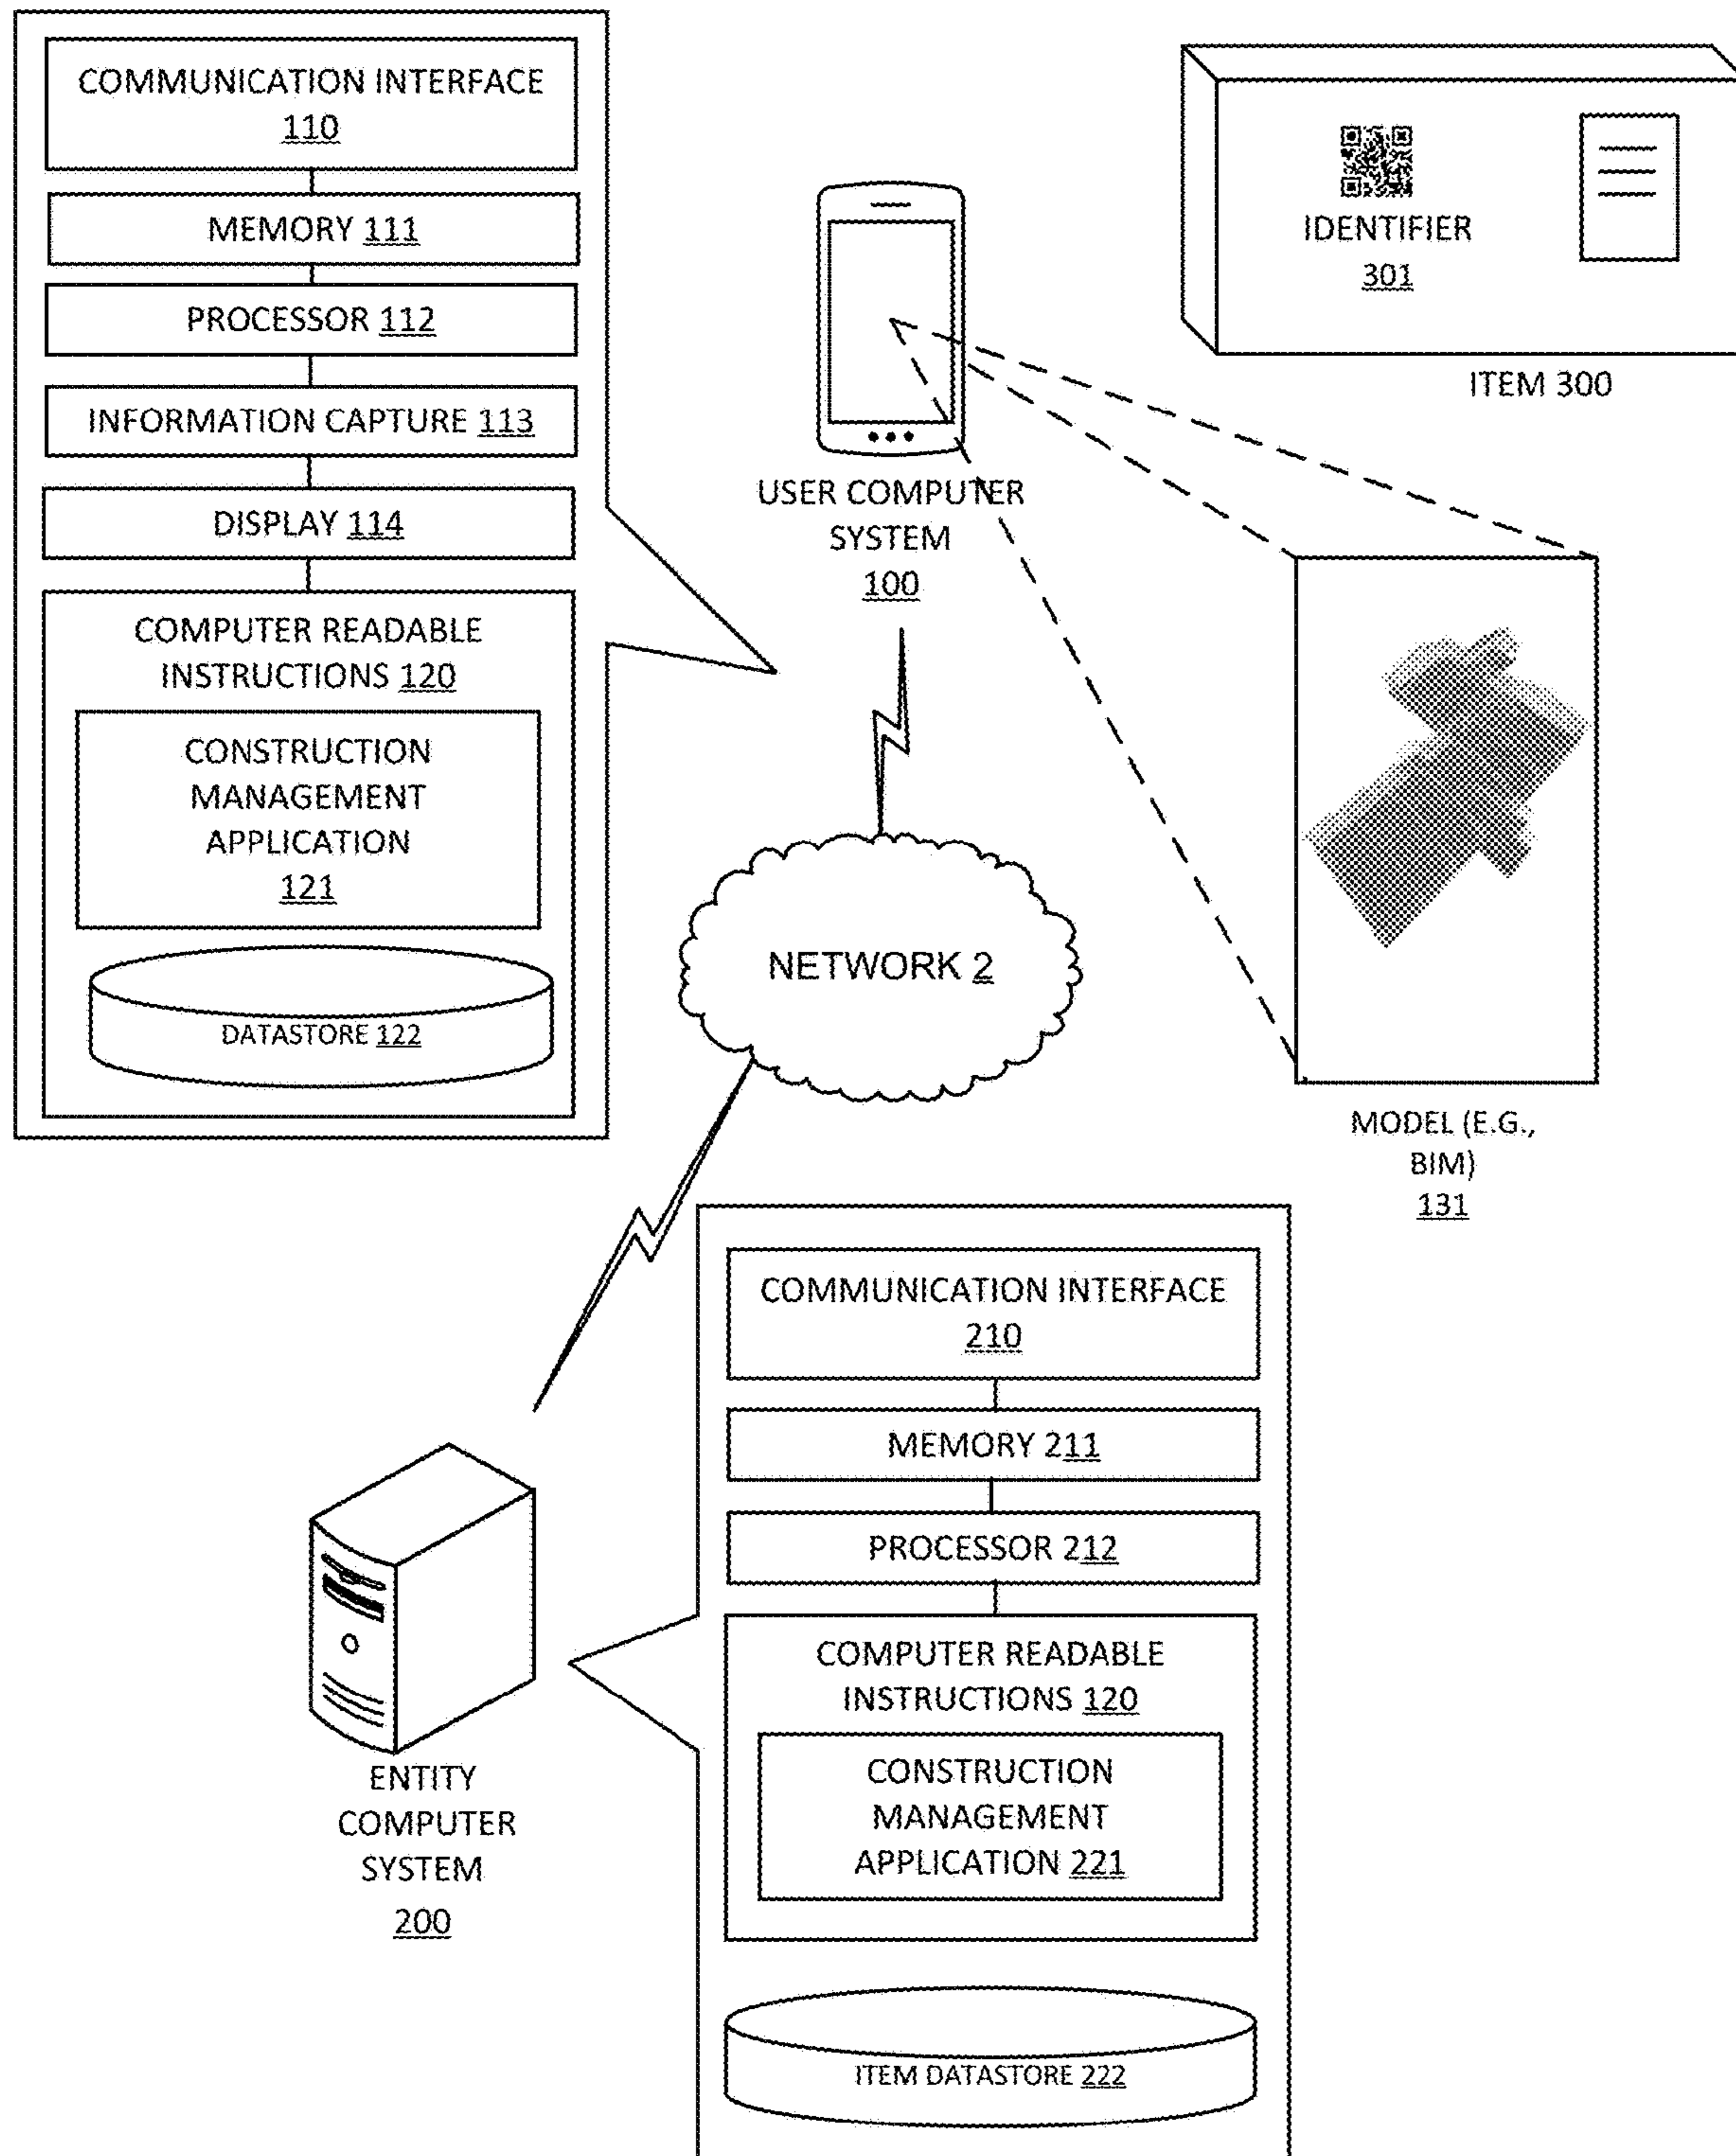 COMMUNICATION INTERFACE
110
MEMORY 111
PROCESSOR 112
INFORMATION CAPTURE 113
DISPLAY 114
COMPUTER READABLE
INSTRUCTIONS 120
CONSTRUCTION
MANAGEMENT
APPLICATION
121
DATASTORE 122
USER COMPUTER
SYSTEM
100
IDENTIFIER
301
ITEM 300
NETWORK 2
MODEL (E.G.,
BIM)
131
ENTITY
COMPUTER
SYSTEM
200
COMMUNICATION INTERFACE
210
MEMORY 211
PROCESSOR 212
COMPUTER READABLE
INSTRUCTIONS 120
CONSTRUCTION
MANAGEMENT
APPLICATION 221
ITEM DATASTORE 222